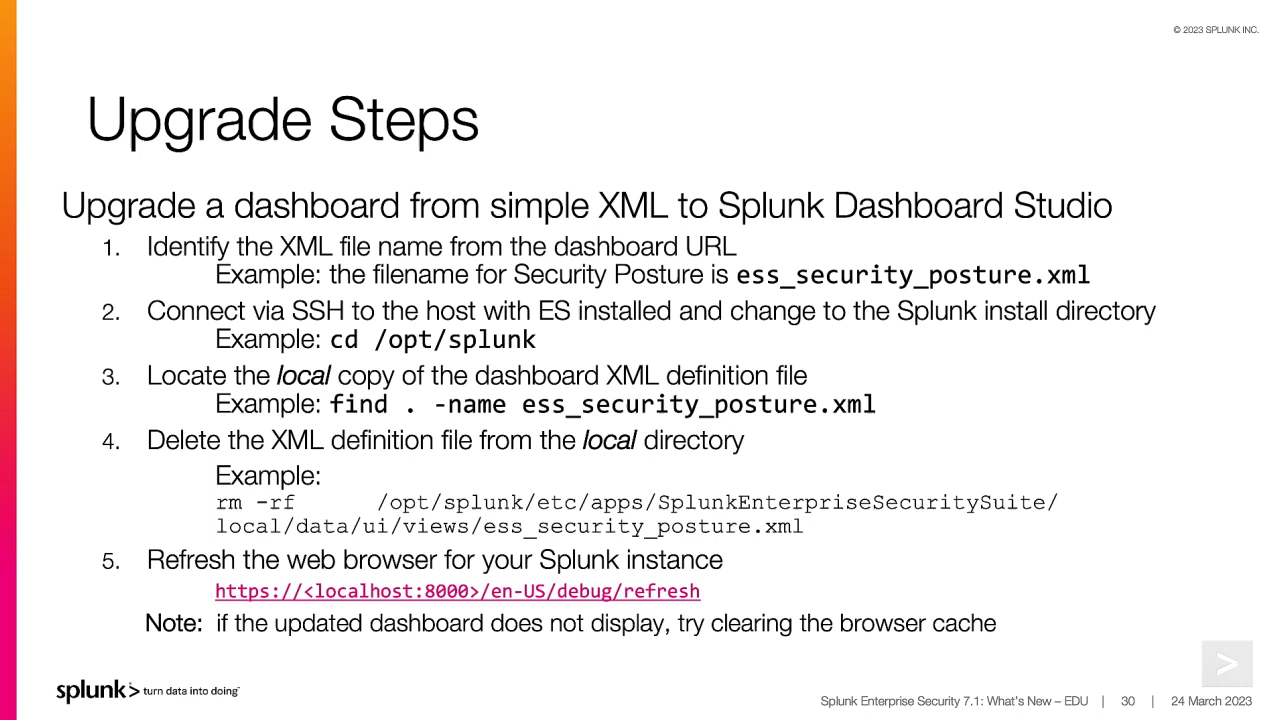 © 2023 SPLUNK INC.
Upgrade Steps
Upgrade a dashboard from simple XML to Splunk Dashboard Studio
1. Identify the XML file name from the dashboard URL
Example: the filename for Security Posture is ess_security_posture.xml
2. Connect via SSH to the host with ES installed and change to the Splunk install directory
Example: cd /opt/splunk
3. Locate the local copy of the dashboard XML definition file
Example: find . -name ess_security_posture.xml
4. Delete the XML definition file from the local directory
Example:
rm -rf /opt/splunk/etc/apps/SplunkEnterpriseSecuritySuite/
local/data/ui/views/ess_security_posture.xml
5. Refresh the web browser for your Splunk instance
https://<localhost:8000>/en-US/debug/refresh
Note: if the updated dashboard does not display, try clearing the browser cache
>
splunk> turn data into doing™
Splunk Enterprise Security 7.1: What's New – EDU | 30 | 24 March 2023